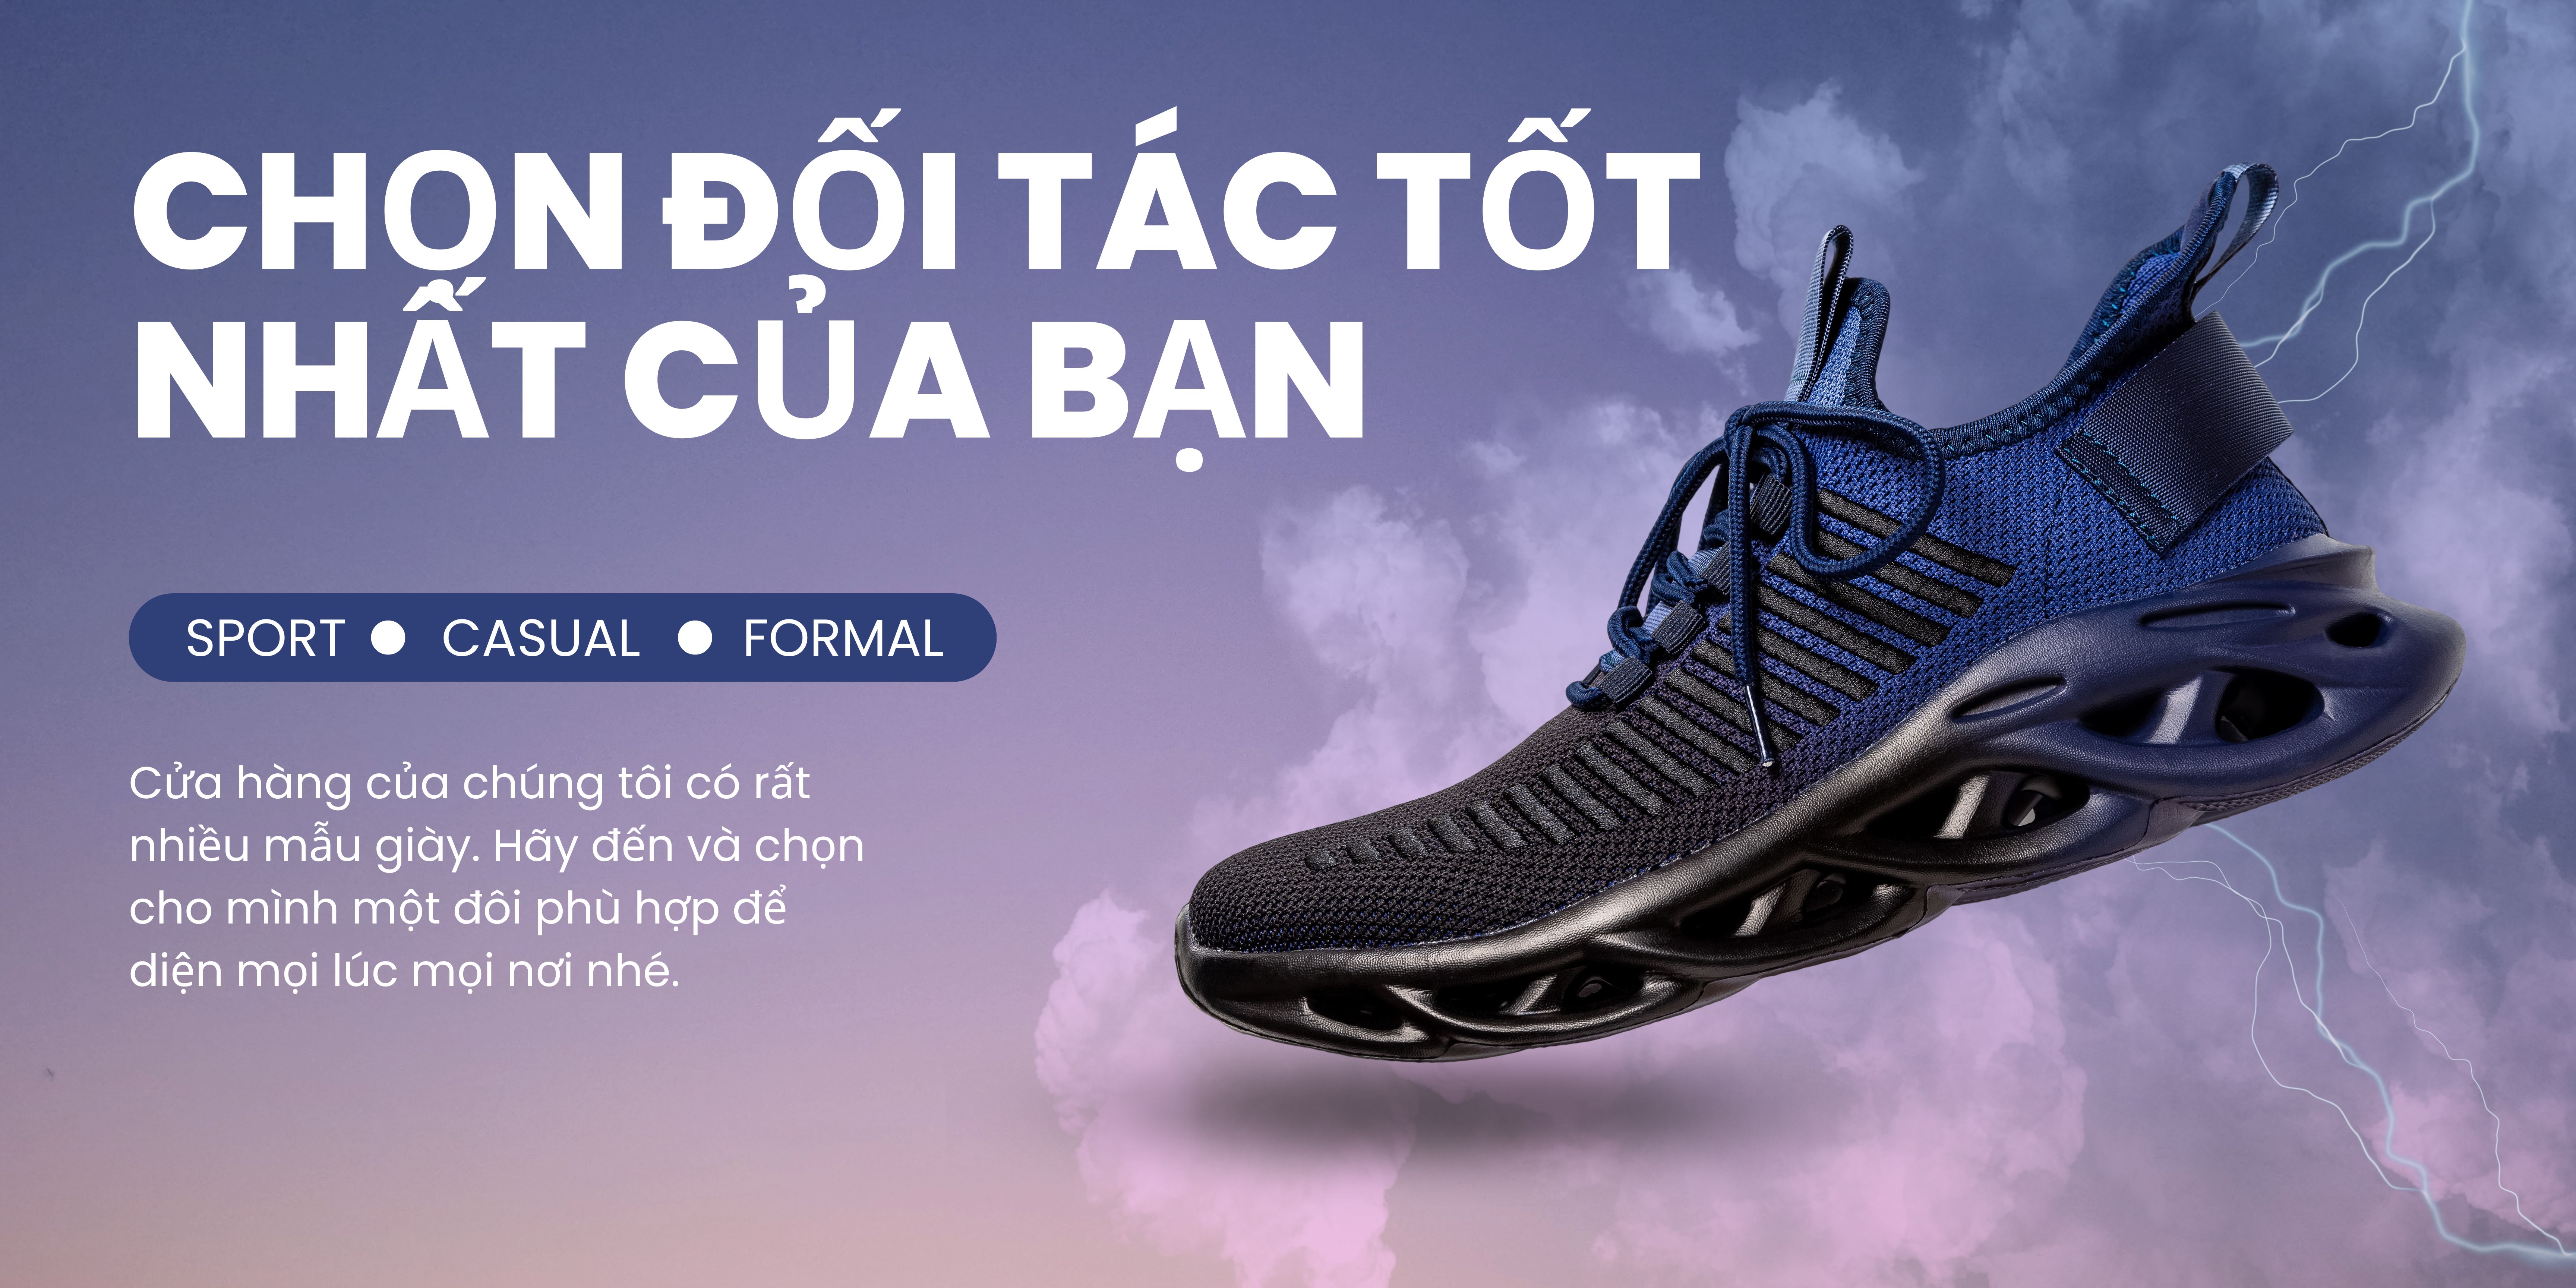 CHỌN ĐỐI TÁC TỐT
NHẤT CỦA BẠN
SPORT ● CASUAL ● FORMAL
Cửa hàng của chúng tôi có rất
nhiều mẫu giày. Hãy đến và chọn
cho mình một đôi phù hợp để
diện mọi lúc mọi nơi nhé.